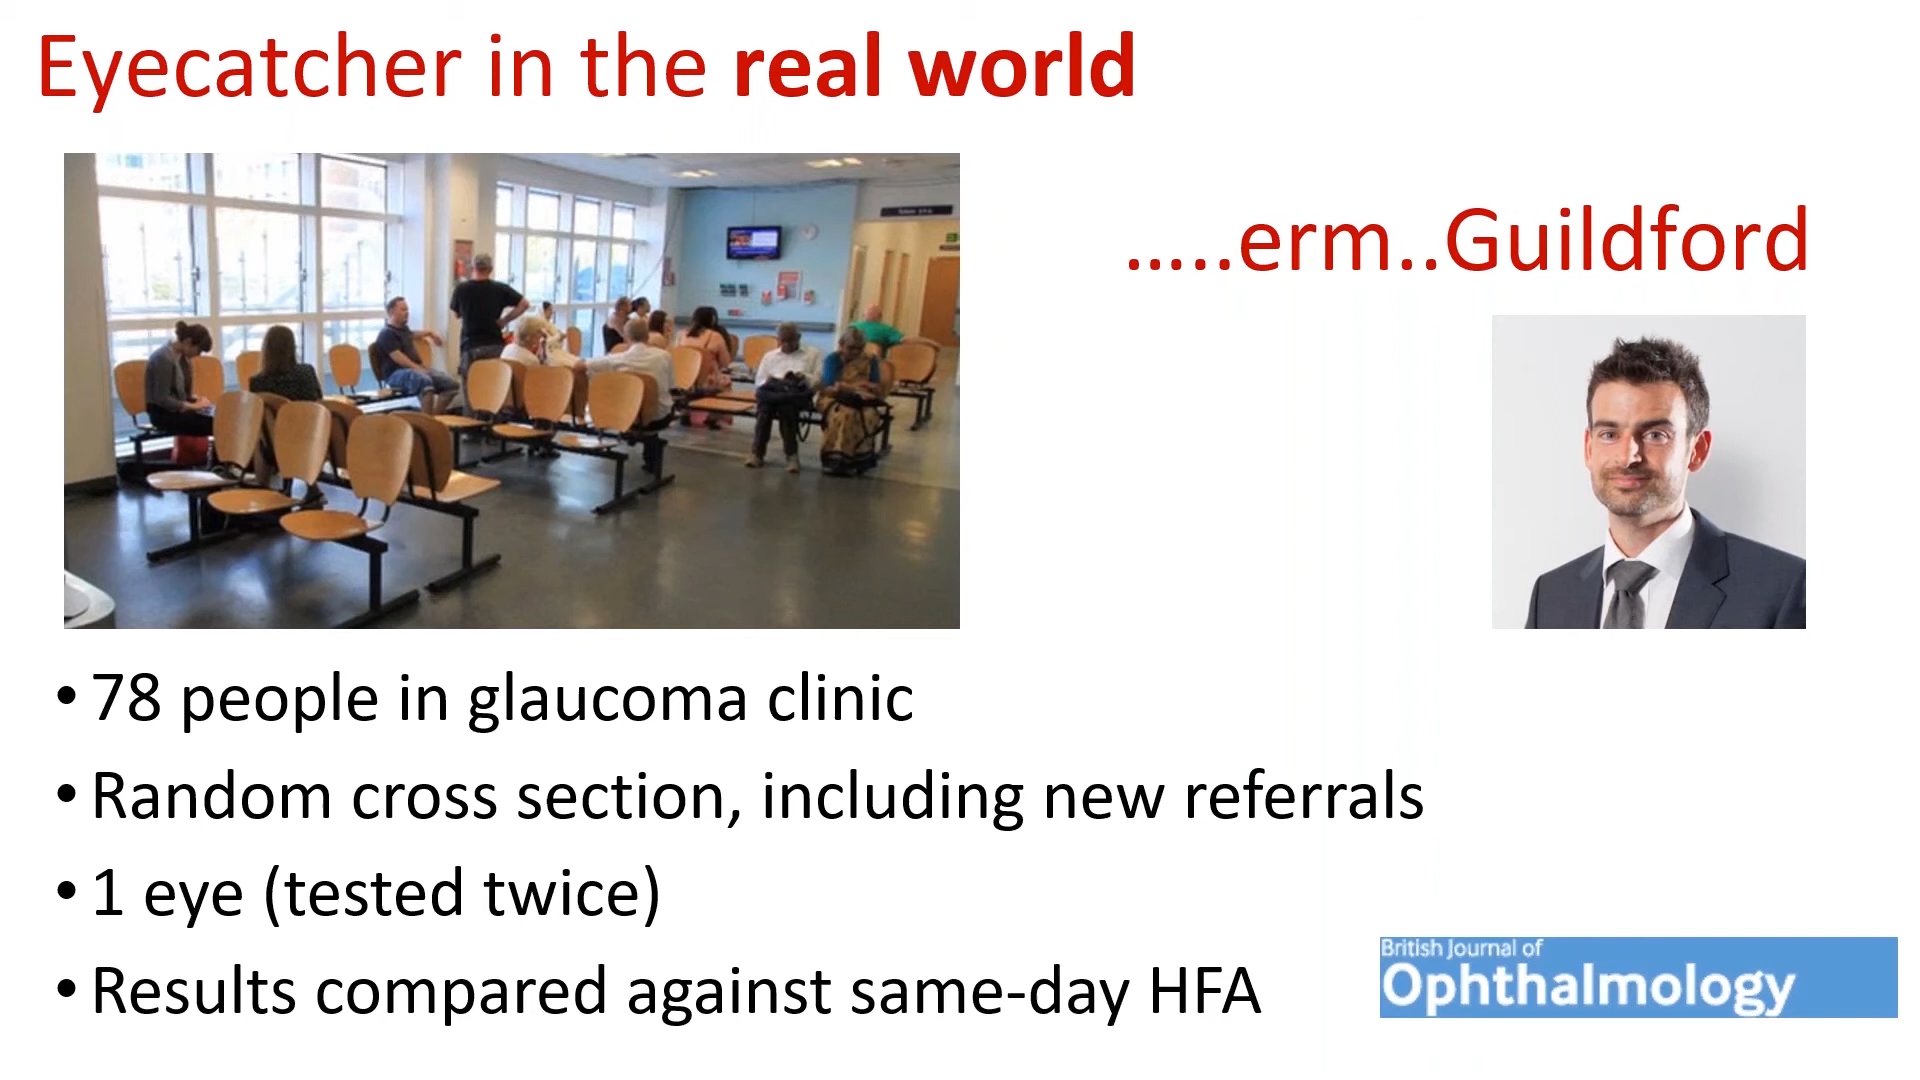 Eyecatcher in the real world
…..erm..Guildford
• 78 people in glaucoma clinic
• Random cross section, including new referrals
• 1 eye (tested twice)
• Results compared against same-day HFA
British Journal of
Ophthalmology